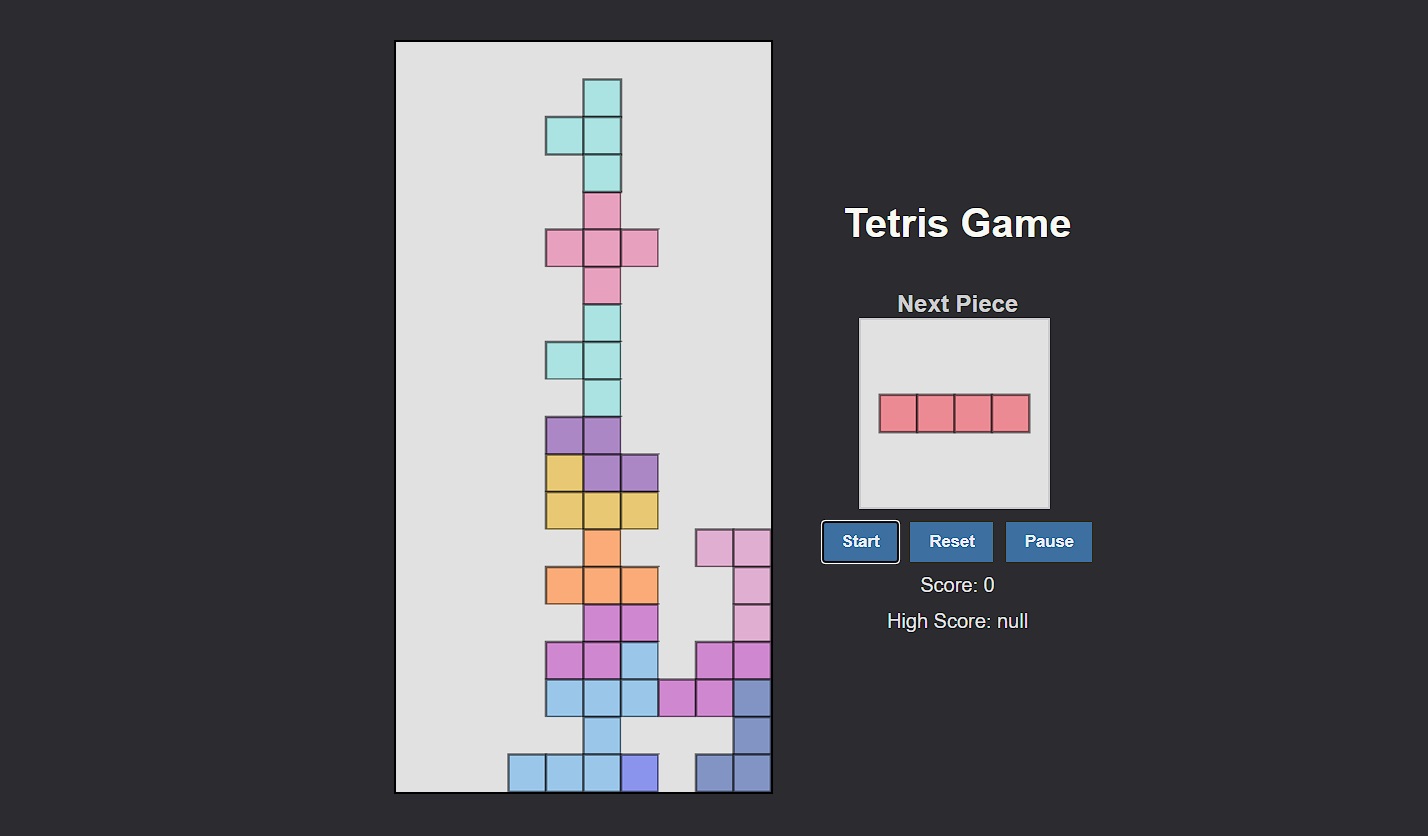 Tetris Game
Next Piece
Start Reset Pause
Score: 0
High Score: null